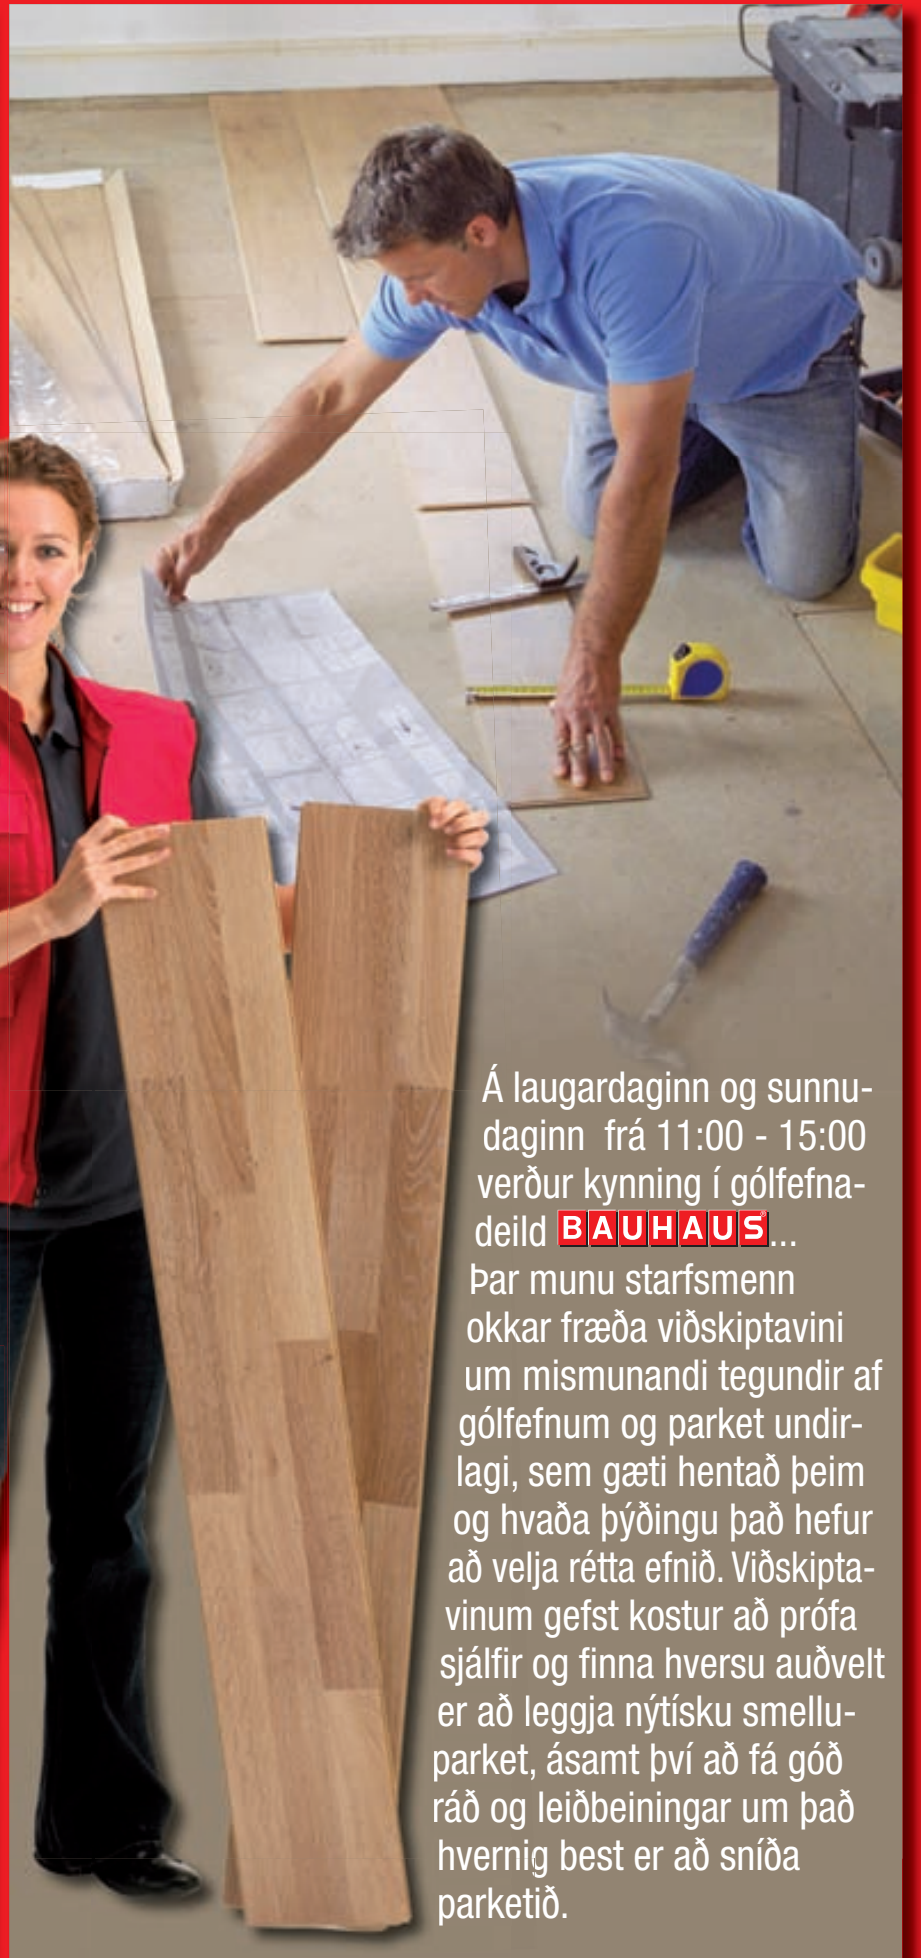 Á laugardaginn og sunnu-
daginn frá 11:00 - 15:00
verður kynning í gólfefna-
deild BAUHAUS®...
Þar munu starfsmenn
okkar fræða viðskiptavini
um mismunandi tegundir af
gólfefnum og parket undir-
lagi, sem gæti hentað þeim
og hvaða þýðingu það hefur
að velja rétta efnið. Viðskipta-
vinum gefst kostur að prófa
sjálfir og finna hversu auðvelt
er að leggja nýtísku smellu-
parket, ásamt því að fá góð
ráð og leiðbeiningar um það
hvernig best er að sníða
parketið.